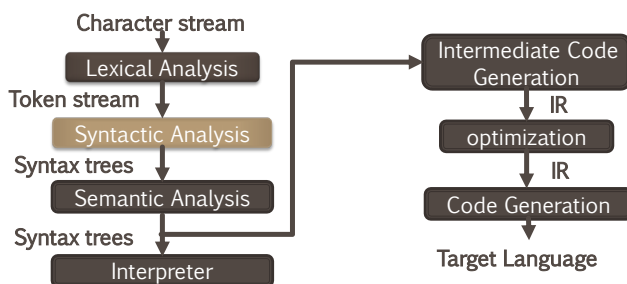 Character stream
Lexical Analysis
Token stream
Syntactic Analysis
Syntax trees
Semantic Analysis
Syntax trees
Interpreter
Intermediate Code
Generation
IR
optimization
IR
Code Generation
Target Language